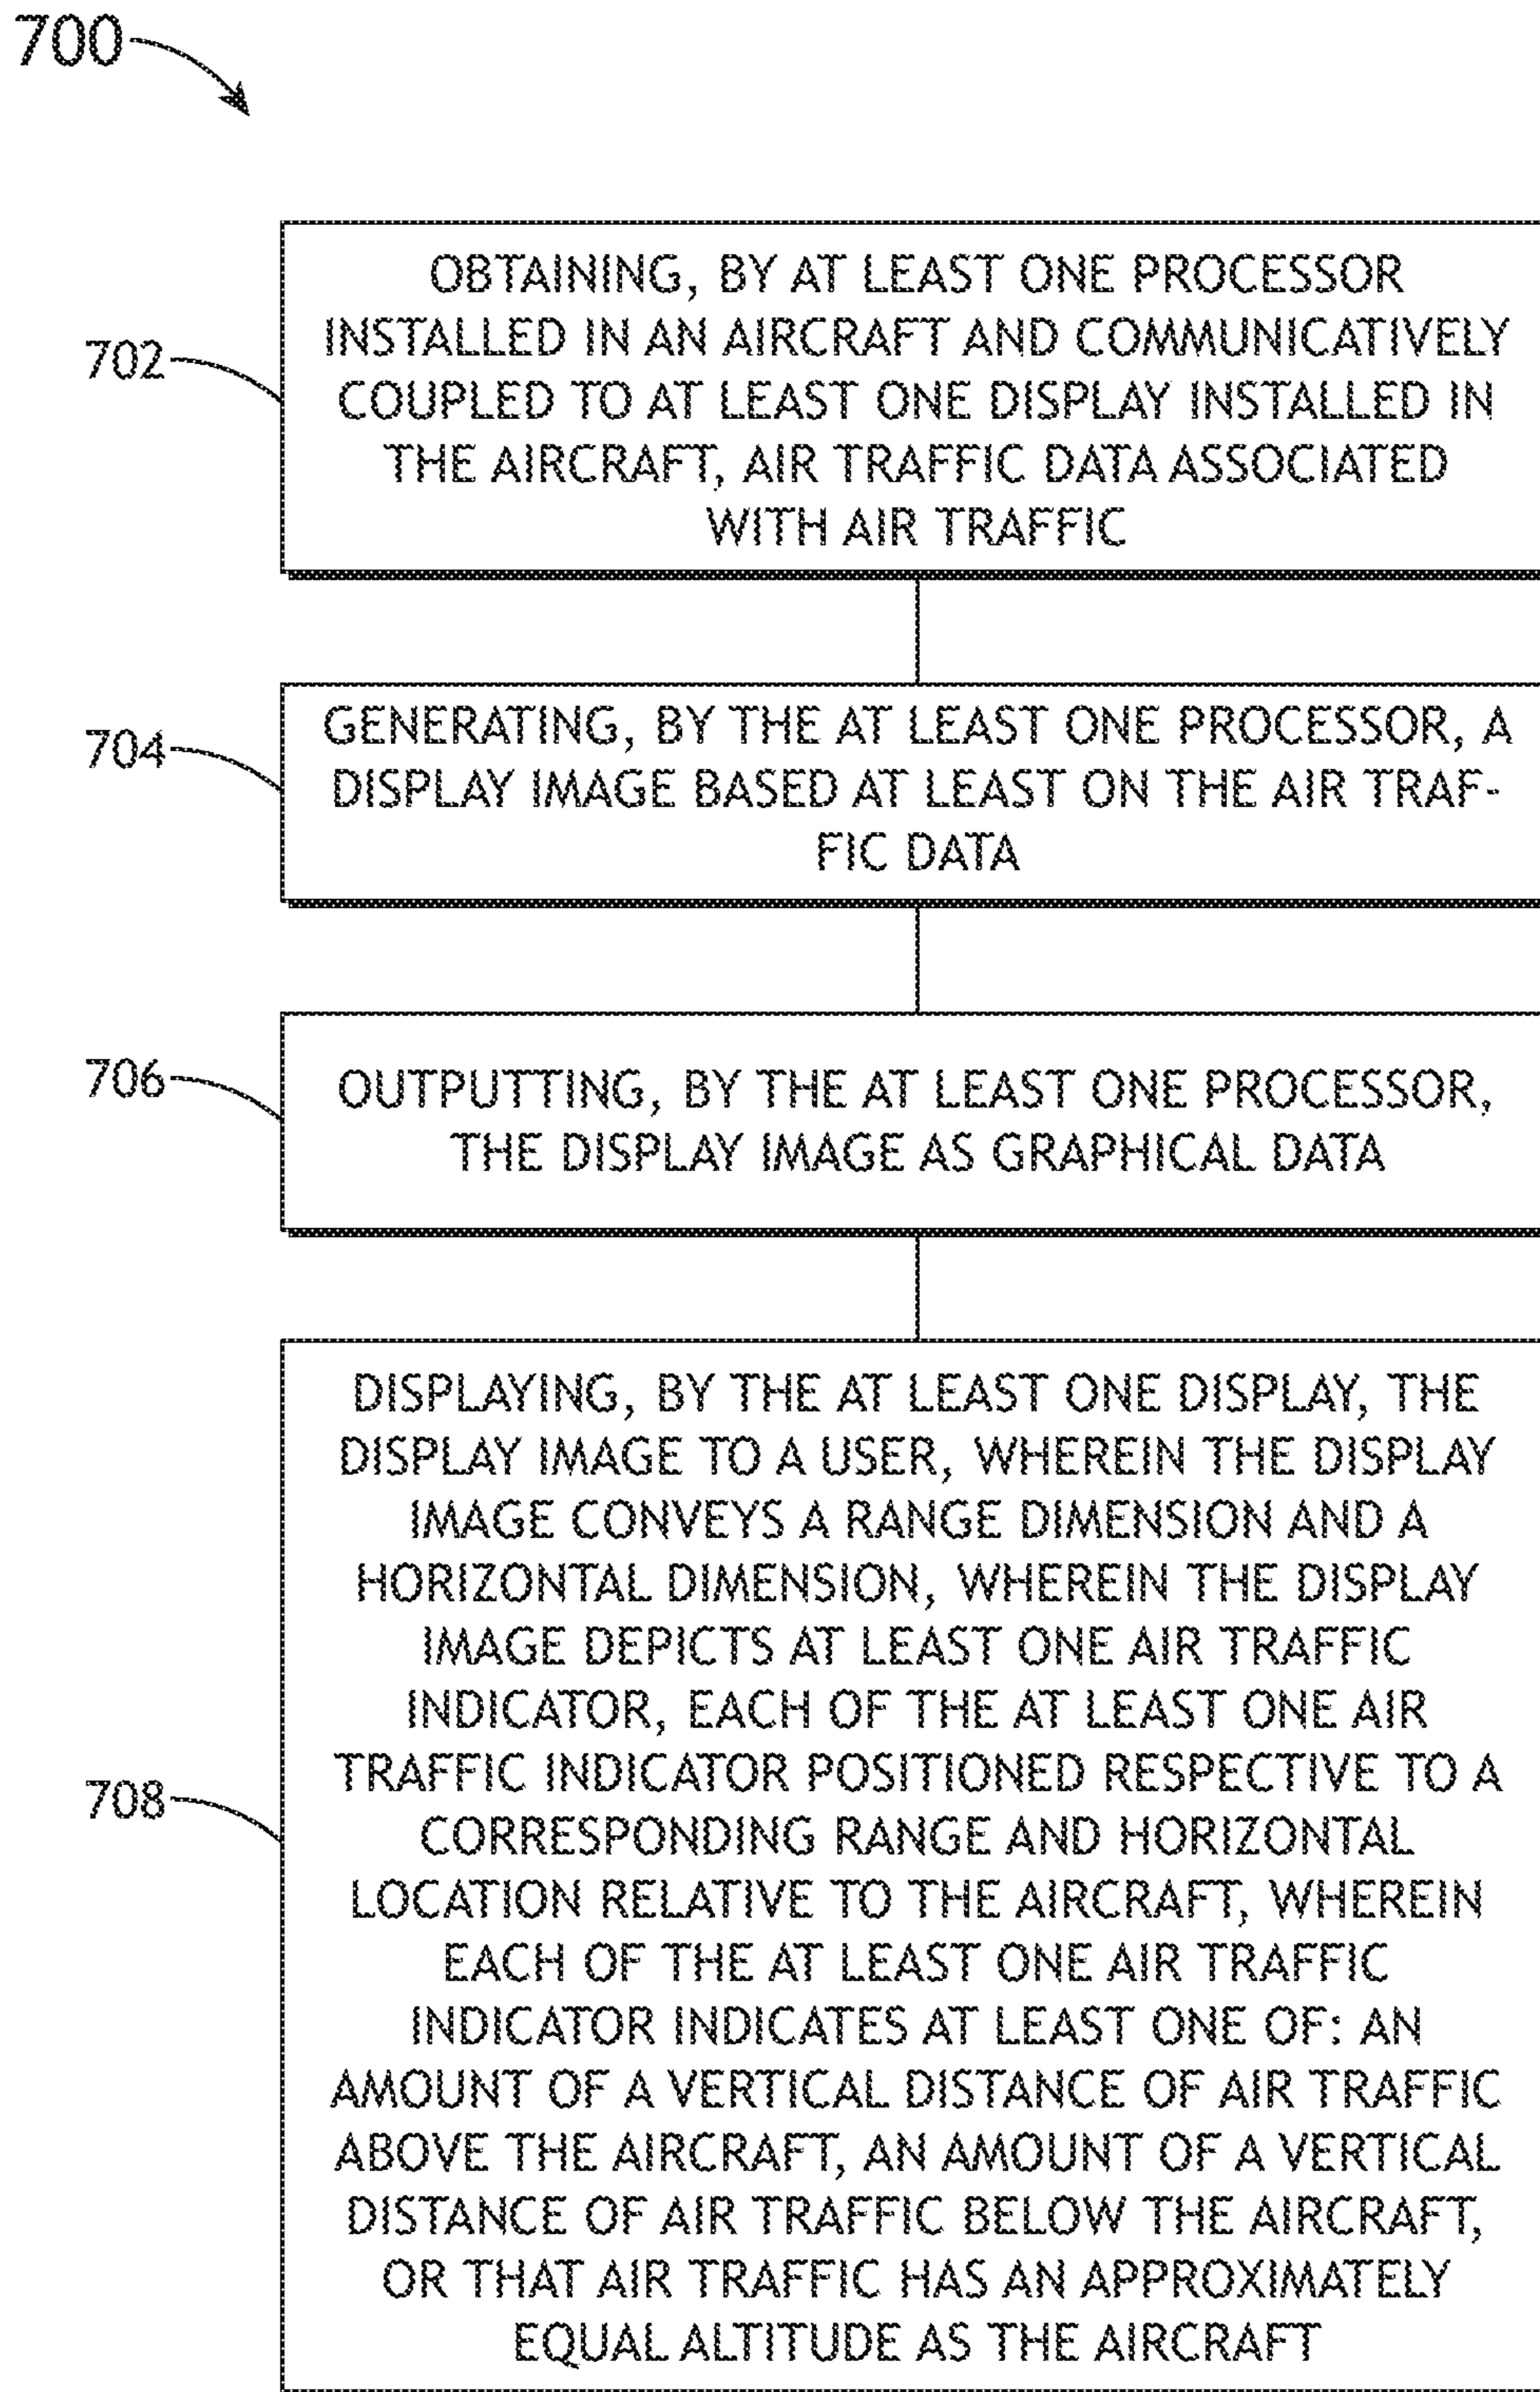 700
702
OBTAINING, BY AT LEAST ONE PROCESSOR
INSTALLED IN AN AIRCRAFT AND COMMUNICATIVELY
COUPLED TO AT LEAST ONE DISPLAY INSTALLED IN
THE AIRCRAFT, AIR TRAFFIC DATA ASSOCIATED
WITH AIR TRAFFIC
704
GENERATING, BY THE AT LEAST ONE PROCESSOR, A
DISPLAY IMAGE BASED AT LEAST ON THE AIR TRAF-
FIC DATA
706
OUTPUTTING, BY THE AT LEAST ONE PROCESSOR,
THE DISPLAY IMAGE AS GRAPHICAL DATA
708
DISPLAYING, BY THE AT LEAST ONE DISPLAY, THE
DISPLAY IMAGE TO A USER, WHEREIN THE DISPLAY
IMAGE CONVEYS A RANGE DIMENSION AND A
HORIZONTAL DIMENSION, WHEREIN THE DISPLAY
IMAGE DEPICTS AT LEAST ONE AIR TRAFFIC
INDICATOR, EACH OF THE AT LEAST ONE AIR
TRAFFIC INDICATOR POSITIONED RESPECTIVE TO A
CORRESPONDING RANGE AND HORIZONTAL
LOCATION RELATIVE TO THE AIRCRAFT, WHEREIN
EACH OF THE AT LEAST ONE AIR TRAFFIC
INDICATOR INDICATES AT LEAST ONE OF: AN
AMOUNT OF A VERTICAL DISTANCE OF AIR TRAFFIC
ABOVE THE AIRCRAFT, AN AMOUNT OF A VERTICAL
DISTANCE OF AIR TRAFFIC BELOW THE AIRCRAFT,
OR THAT AIR TRAFFIC HAS AN APPROXIMATELY
EQUAL ALTITUDE AS THE AIRCRAFT